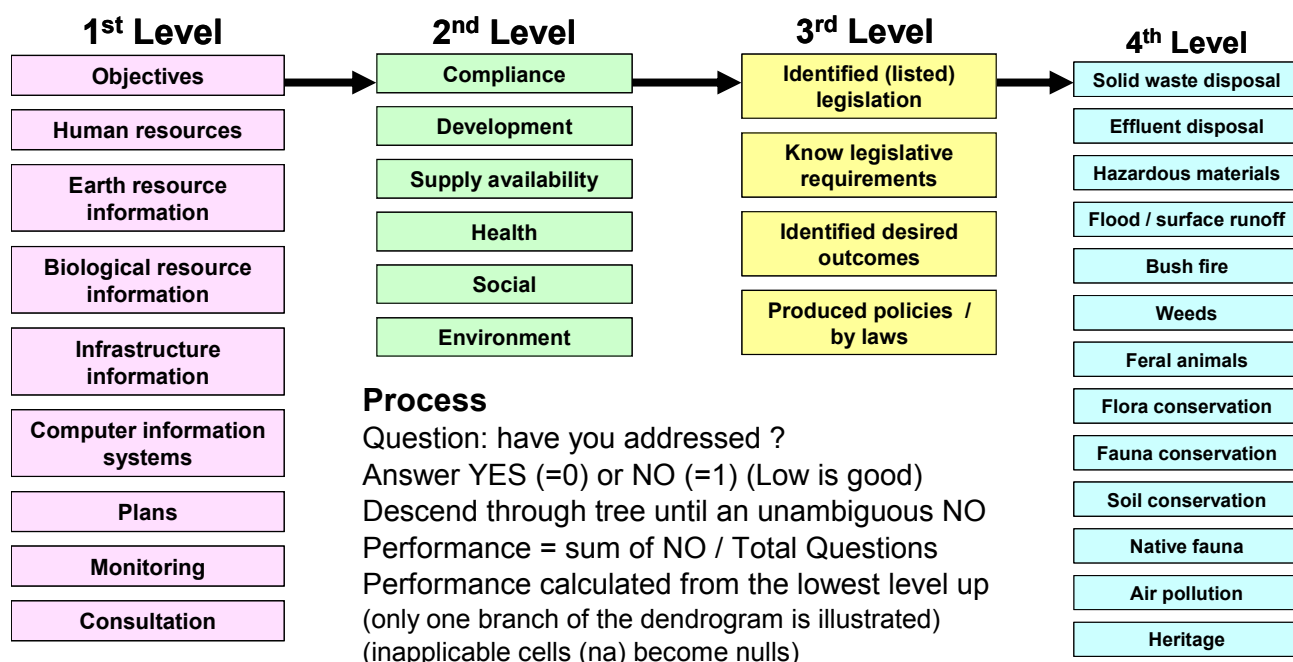 1st Level
Objectives
Human resources
Earth resource
information
Biological resource
information
Infrastructure
information
Computer information
systems
Plans
Monitoring
Consultation
2nd Level
Compliance
Development
Supply availability
Health
Social
Environment
3rd Level
Identified (listed)
legislation
Know legislative
requirements
Identified desired
outcomes
Produced policies /
by laws
4th Level
Solid waste disposal
Effluent disposal
Hazardous materials
Flood / surface runoff
Bush fire
Weeds
Feral animals
Flora conservation
Fauna conservation
Soil conservation
Native fauna
Air pollution
Heritage
Process
Question: have you addressed ?
Answer YES (=0) or NO (=1) (Low is good)
Descend through tree until an unambiguous NO
Performance = sum of NO / Total Questions
Performance calculated from the lowest level up
(only one branch of the dendrogram is illustrated)
(inapplicable cells (na) become nulls)